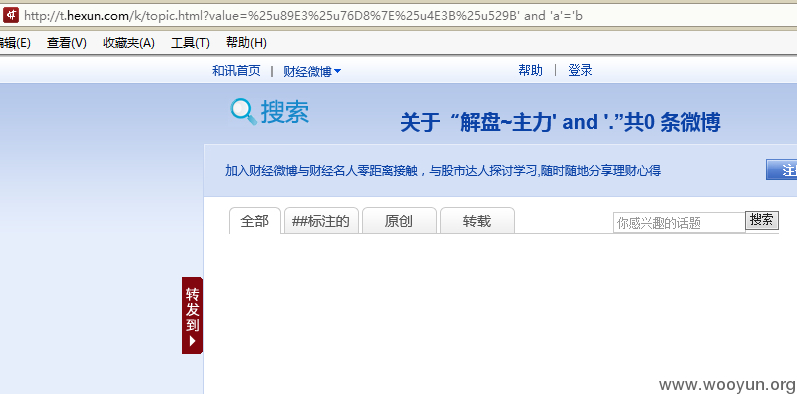 http://t.hexun.com/k/topic.html?value=%25u89E3%25u76D8%7E%25u4E3B%25u529B' and 'a'='b
编辑(E) 查看(V) 收藏夹(A) 工具(T) 帮助(H)
和讯首页 | 财经微博 帮助 | 登录
搜索
关于“解盘~主力' and '.”共0 条微博
加入财经微博与财经名人零距离接触，与股市达人探讨学习,随时随地分享理财心得
全部 ##标注的 原创 转载 你感兴趣的话题 搜索
转发到
www.wooyun.org